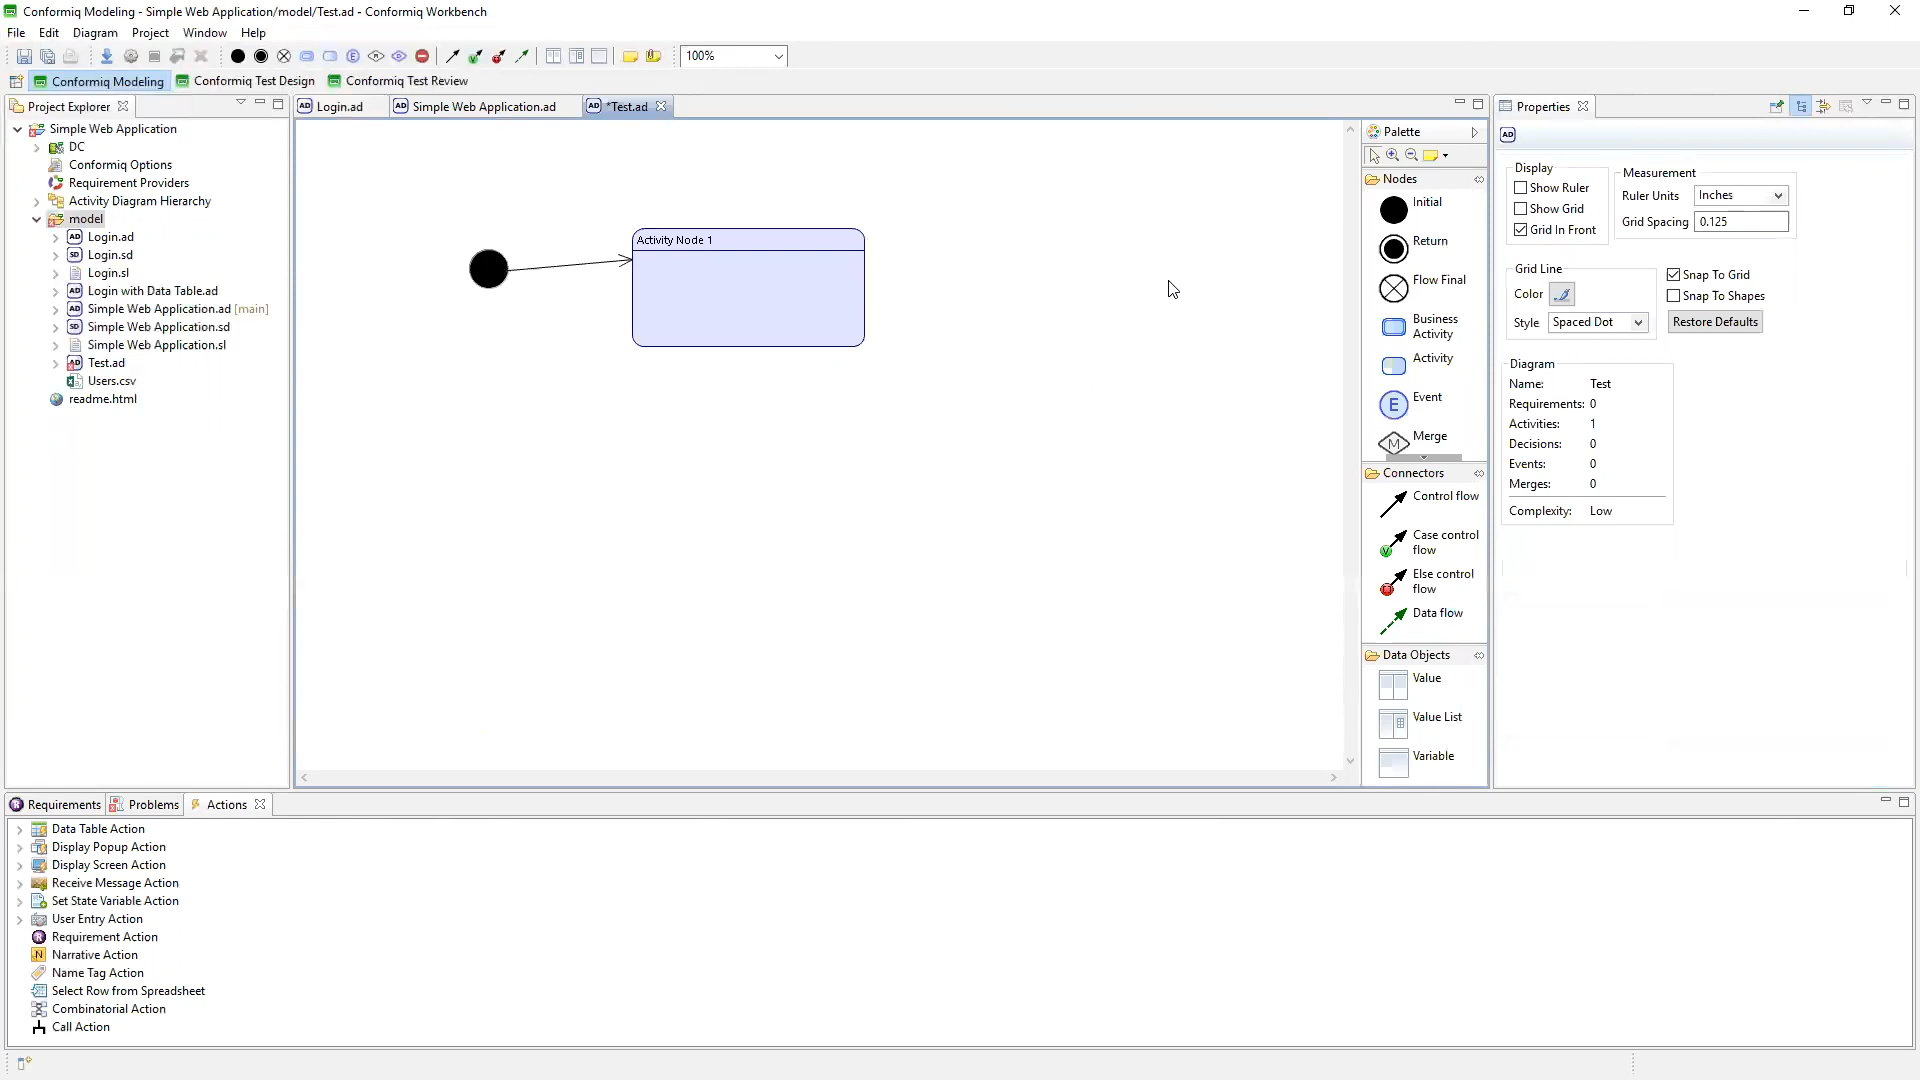 Conformiq Modeling - Simple Web Application/model/Test.ad - Conformiq Workbench
File Edit Diagram Project Window Help
100%
Conformiq Modeling Conformiq Test Design Conformiq Test Review
Project Explorer
Simple Web Application
DC
Conformiq Options
Requirement Providers
Activity Diagram Hierarchy
model
AD Login.ad
SD Login.sd
Login.sl
AD Login with Data Table.ad
AD Simple Web Application.ad [main]
SD Simple Web Application.sd
Simple Web Application.sl
AD Test.ad
Users.csv
readme.html
AD Login.ad AD Simple Web Application.ad AD *Test.ad
Activity Node 1
Palette
Nodes
Initial
Return
Flow Final
Business
Activity
Activity
E Event
M Merge
Connectors
Control flow
Case control
flow
Else control
flow
Data flow
Data Objects
Value
Value List
Variable
Properties
AD
Display
Show Ruler
Show Grid
Grid In Front
Measurement
Ruler Units Inches
Grid Spacing 0.125
Grid Line
Color
Style Spaced Dot
Snap To Grid
Snap To Shapes
Restore Defaults
Diagram
Name: Test
Requirements: 0
Activities: 1
Decisions: 0
Events: 0
Merges: 0
Complexity: Low
Requirements Problems Actions
Data Table Action
Display Popup Action
Display Screen Action
Receive Message Action
Set State Variable Action
User Entry Action
Requirement Action
N Narrative Action
Name Tag Action
Select Row from Spreadsheet
Combinatorial Action
Call Action